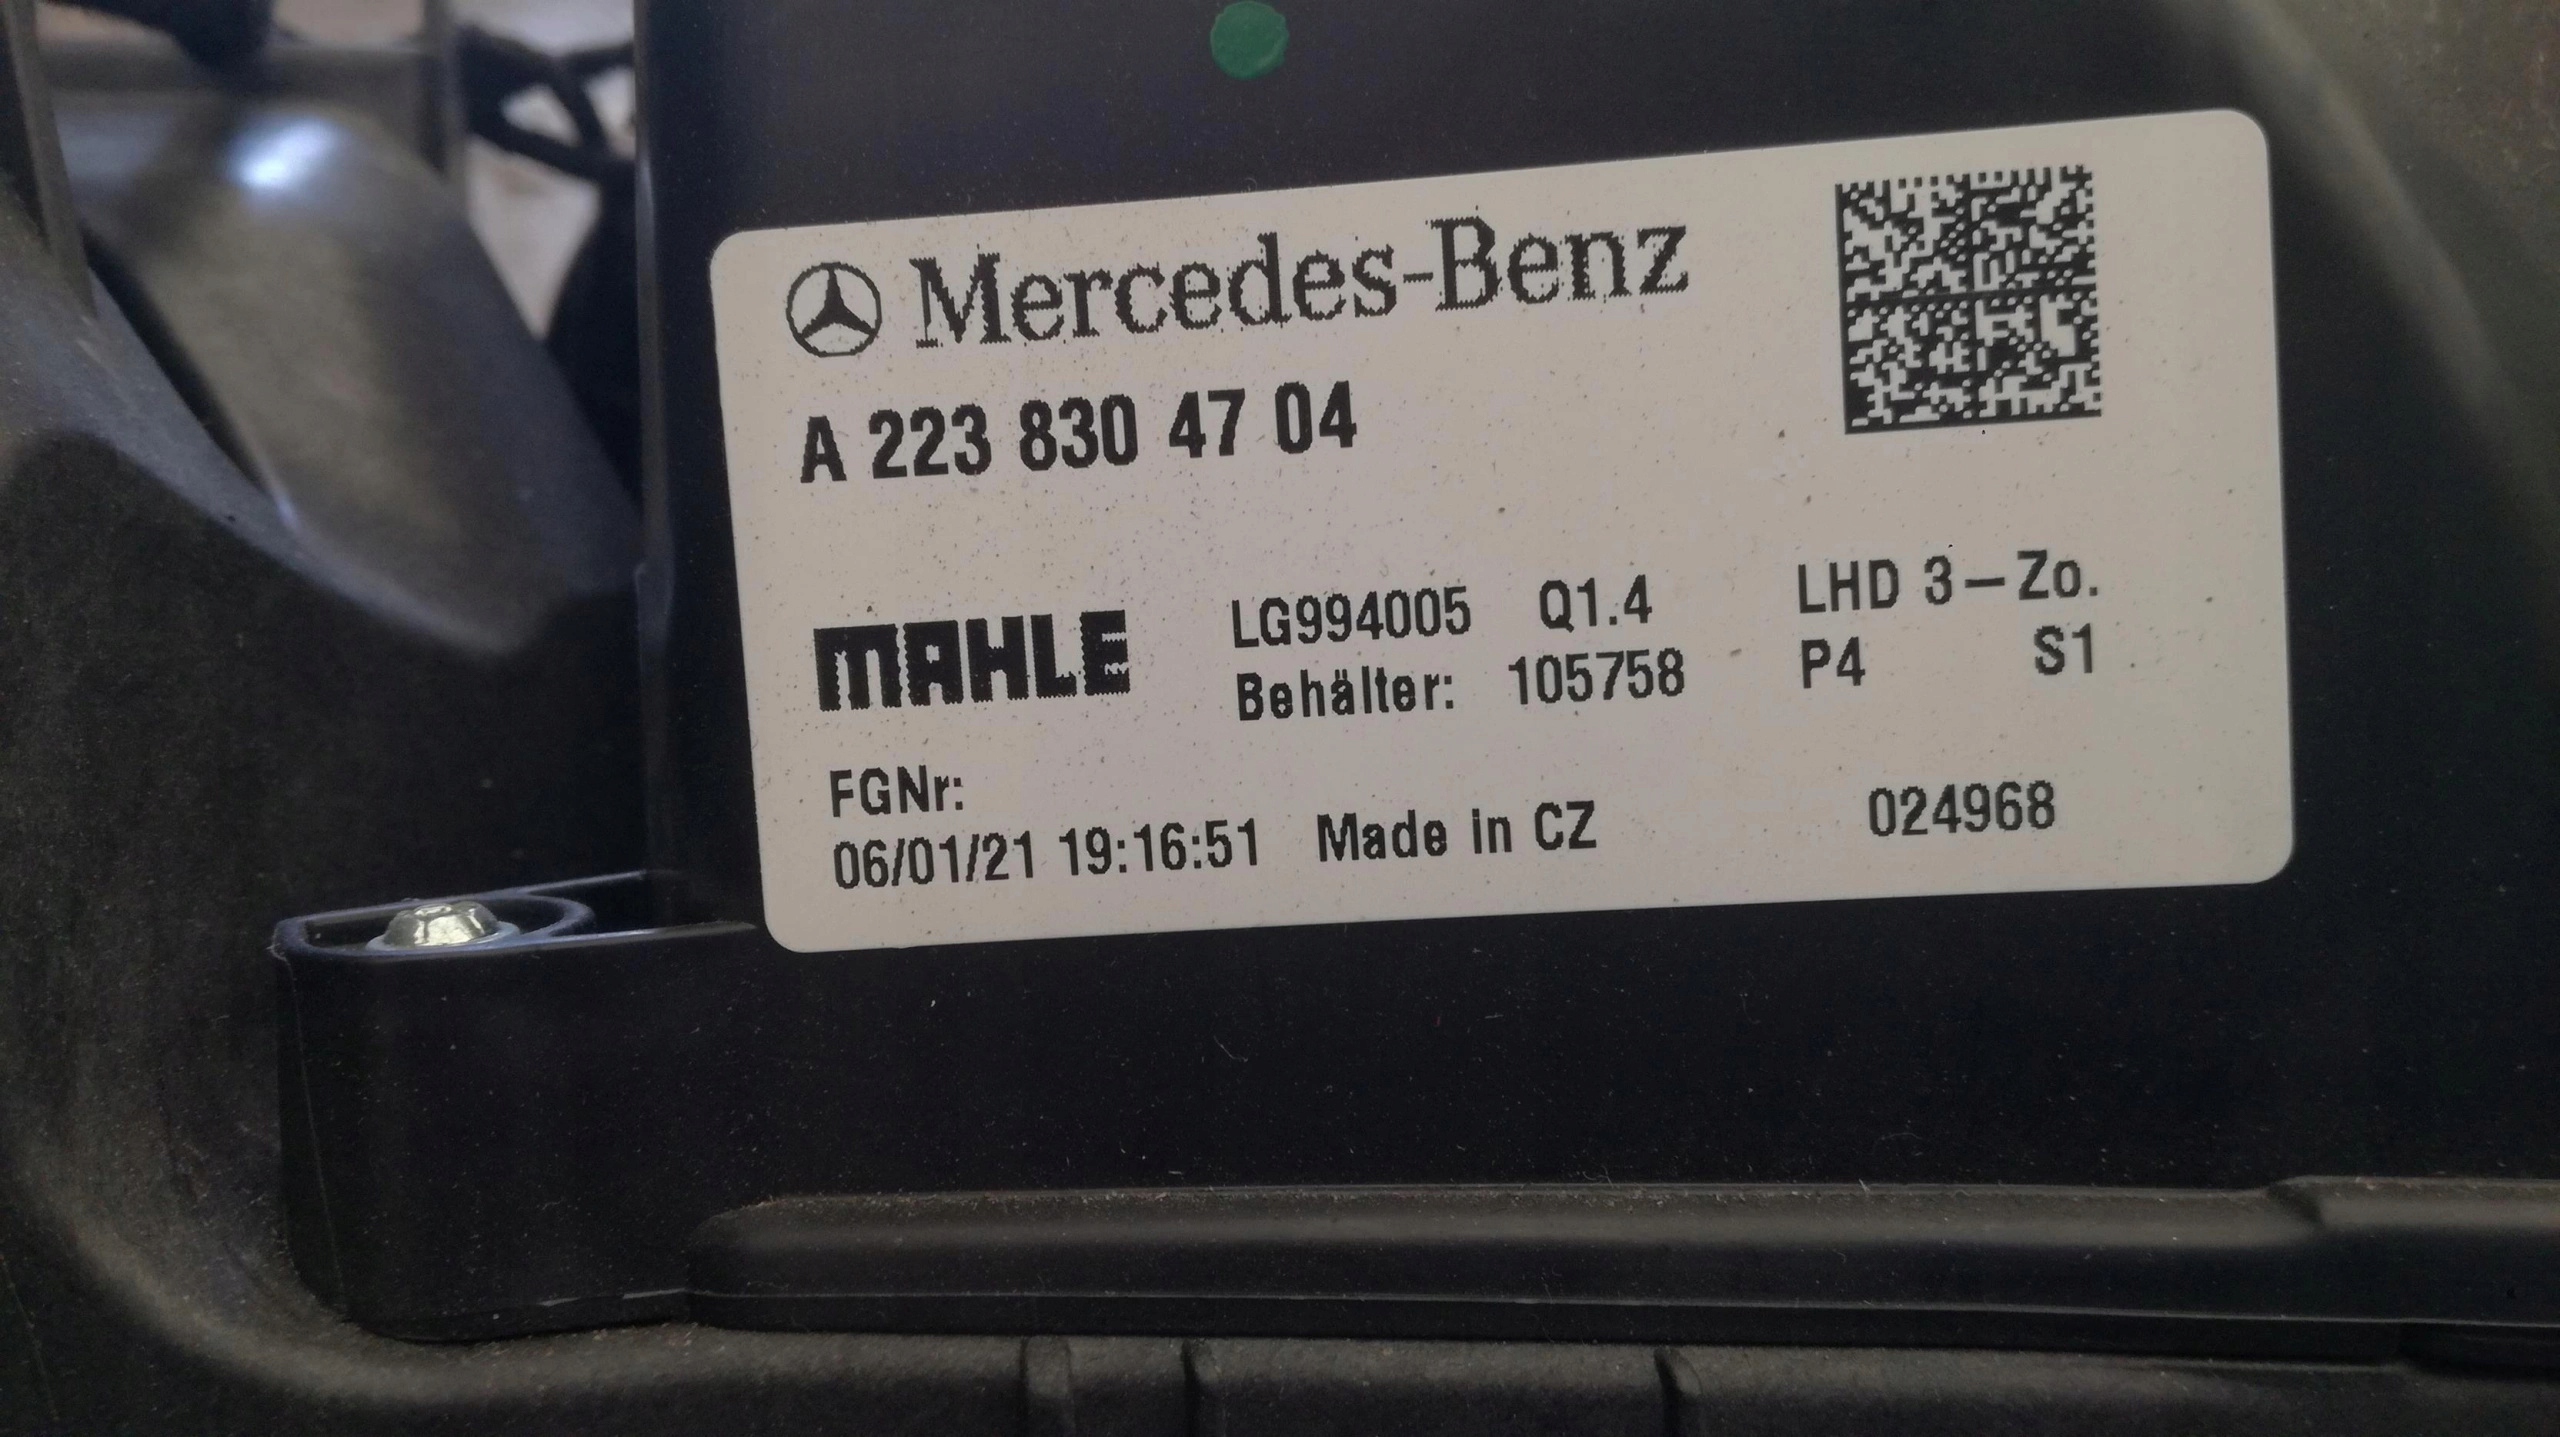 Mercedes-Benz
A 223 830 47 04
MAHLE
LG994005 Q1.4 LHD 3-Zo.
Behälter: 105758 P4 S1
FGNr:
06/01/21 19:16:51 Made in CZ 024968